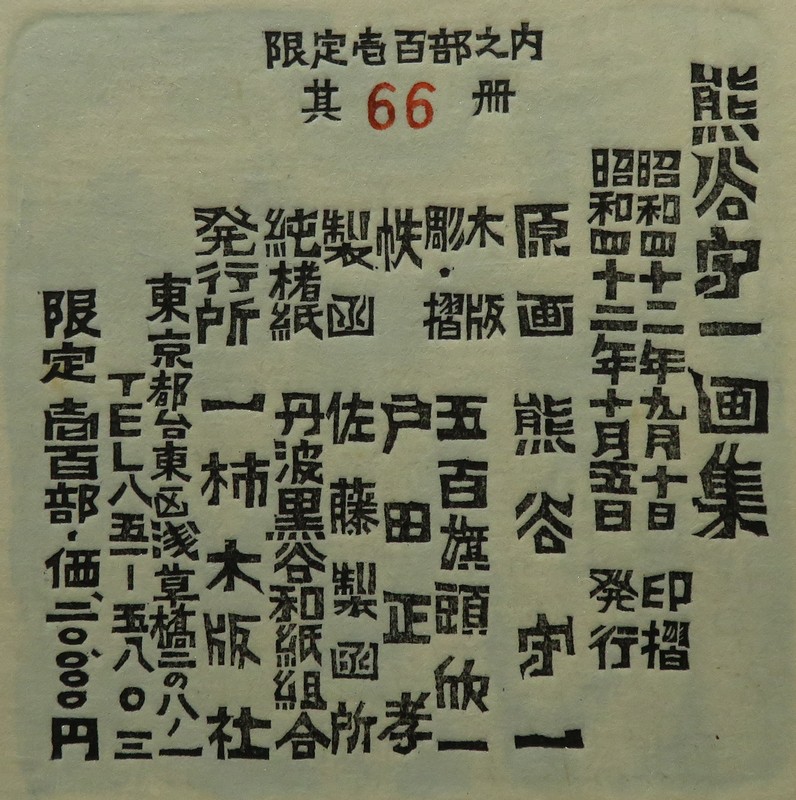 限定壱百部之内
其 66 冊
熊谷守一画集
昭和四十二年九月十日 印摺
昭和四十二年十月五日 発行
原画 熊谷守一
木版彫・摺 五百旗頭欣一
帙 戸田正孝
製函 佐藤製函所
純楮紙 丹波黒谷和紙組合
発行所 一柿木版社
東京都台東区浅草橋三の八ノ一
TEL八五一-五八〇三
限定壱百部・価、三〇、〇〇〇円